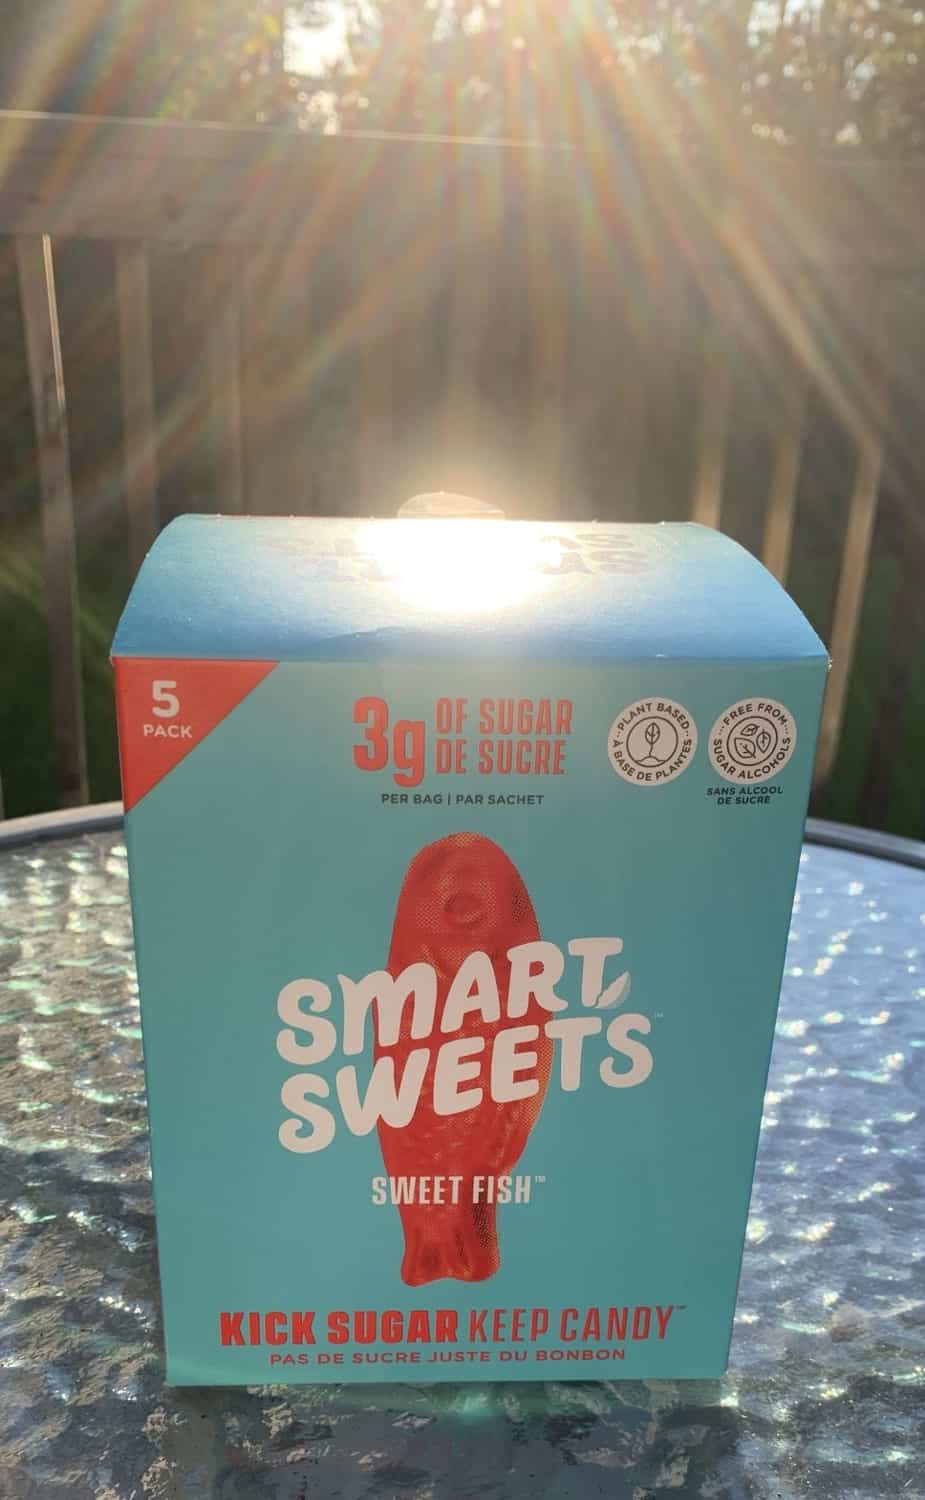 5
PACK
3g OF SUGAR
DE SUCRE
PER BAG | PAR SACHET
PLANT BASED
À BASE DE PLANTES
FREE FROM
SUGAR ALCOHOLS
SANS ALCOOL
DE SUCRE
SMART
SWEETS™
SWEET FISH™
KICK SUGAR KEEP CANDY™
PAS DE SUCRE JUSTE DU BONBON